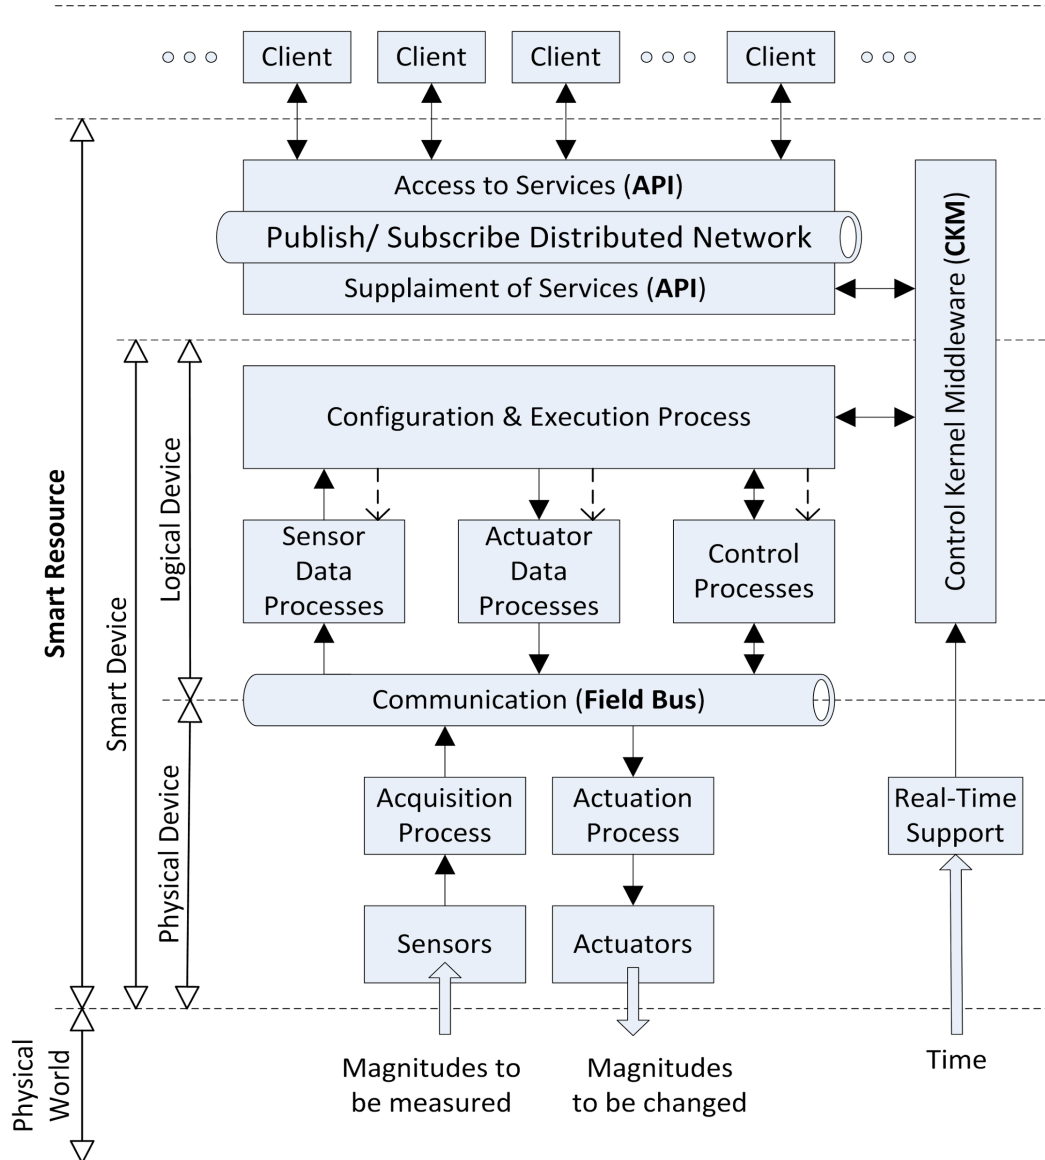 Client
Client
Client
Client
Access to Services (API)
Publish/ Subscribe Distributed Network
Supplaiment of Services (API)
Control Kernel Middleware (CKM)
Configuration & Execution Process
Smart Resource
Smart Device
Logical Device
Sensor
Data
Processes
Actuator
Data
Processes
Control
Processes
Communication (Field Bus)
Physical Device
Acquisition
Process
Actuation
Process
Real-Time
Support
Sensors
Actuators
Physical
World
Magnitudes to
be measured
Magnitudes
to be changed
Time